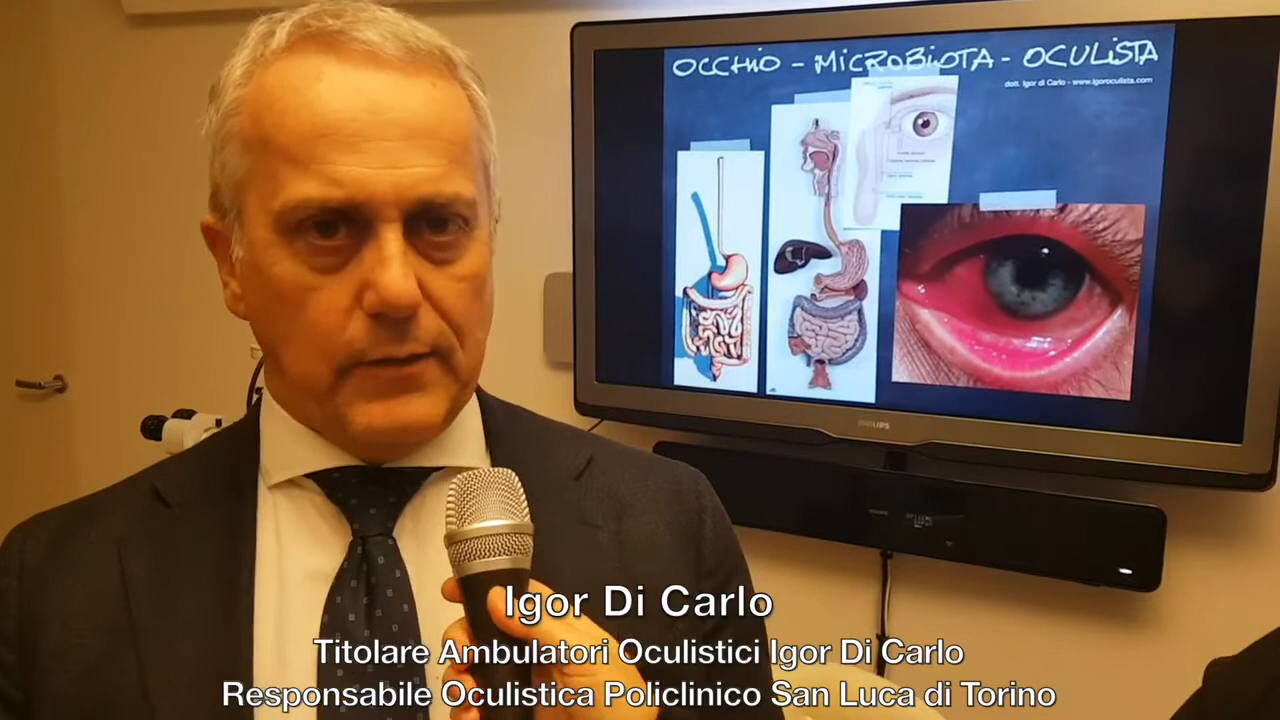 OCCHIO - MICROBIOTA - OCULISTA
dott. Igor di Carlo - www.igoroculista.com
PHILIPS
Igor Di Carlo
Titolare Ambulatori Oculistici Igor Di Carlo
Responsabile Oculistica Policlinico San Luca di Torino